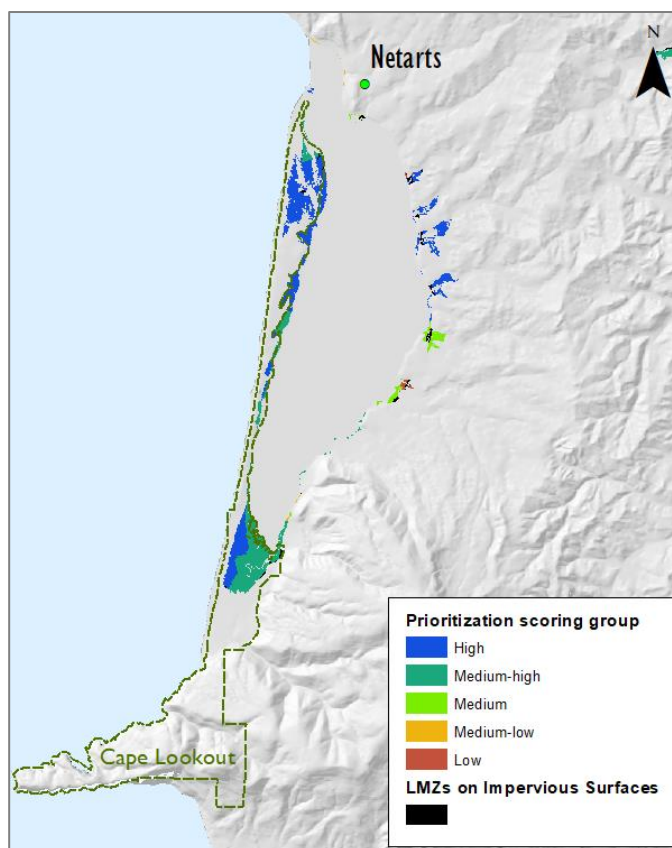 N
Netarts
Cape Lookout
Prioritization scoring group
High
Medium-high
Medium
Medium-low
Low
LMZs on Impervious Surfaces